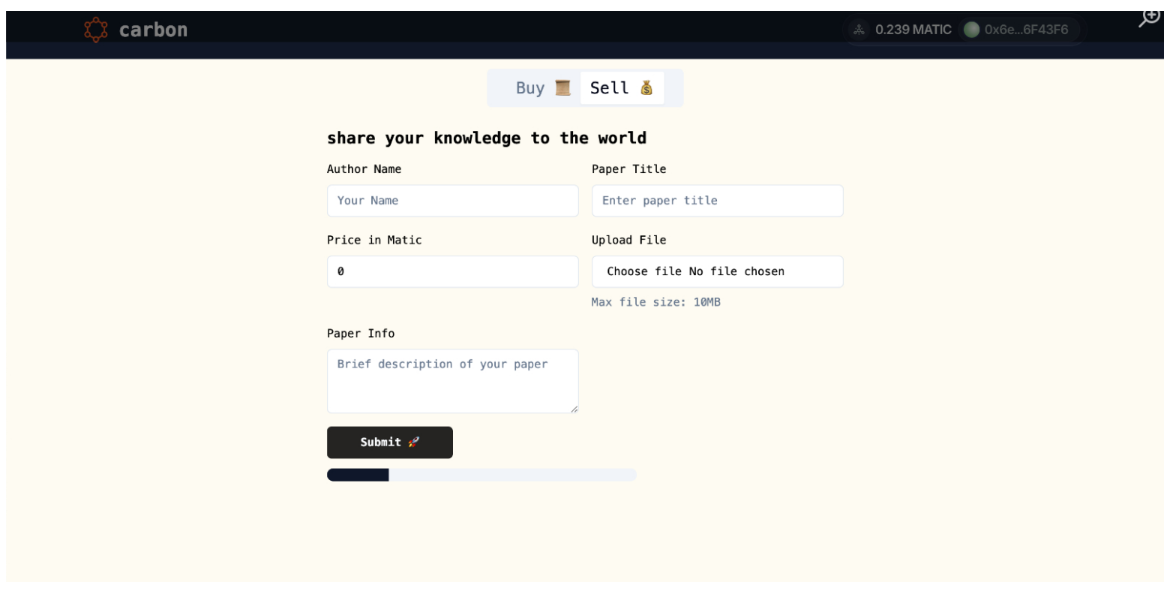 carbon
0.239 MATIC 0x6e...6F43F6
Buy Sell
share your knowledge to the world
Author Name Paper Title
Your Name Enter paper title
Price in Matic Upload File
0 Choose file No file chosen
Max file size: 10MB
Paper Info
Brief description of your paper
Submit